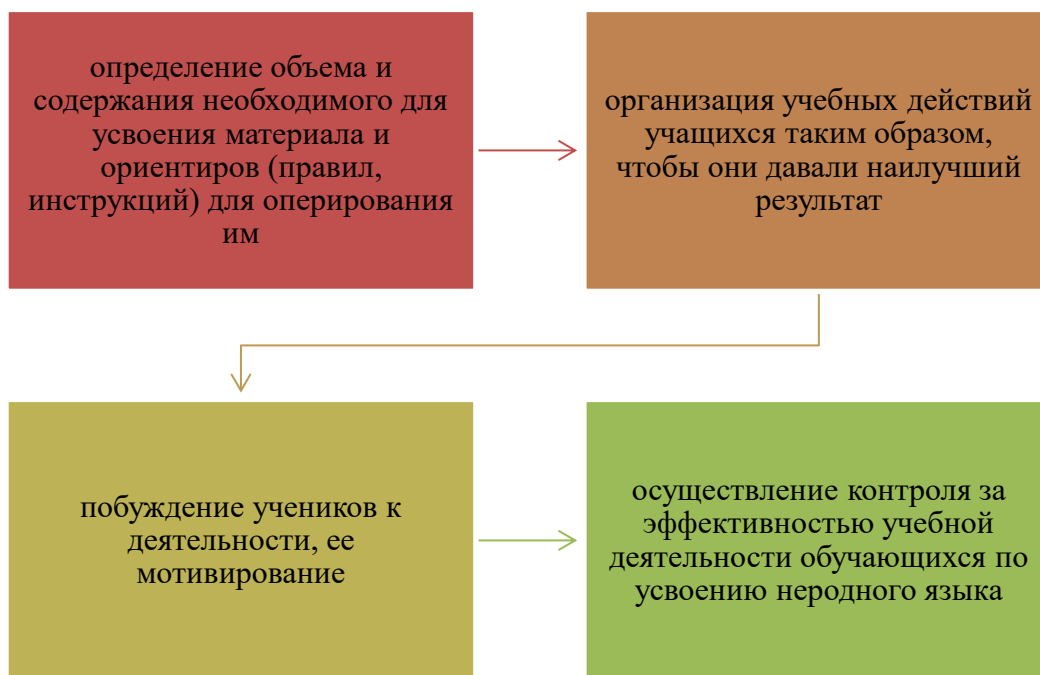 определение объема и
содержания необходимого для
усвоения материала и
ориентиров (правил,
инструкций) для оперирования
им
организация учебных действий
учащихся таким образом,
чтобы они давали наилучший
результат
побуждение учеников к
деятельности, ее
мотивирование
осуществление контроля за
эффективностью учебной
деятельности обучающихся по
усвоению неродного языка